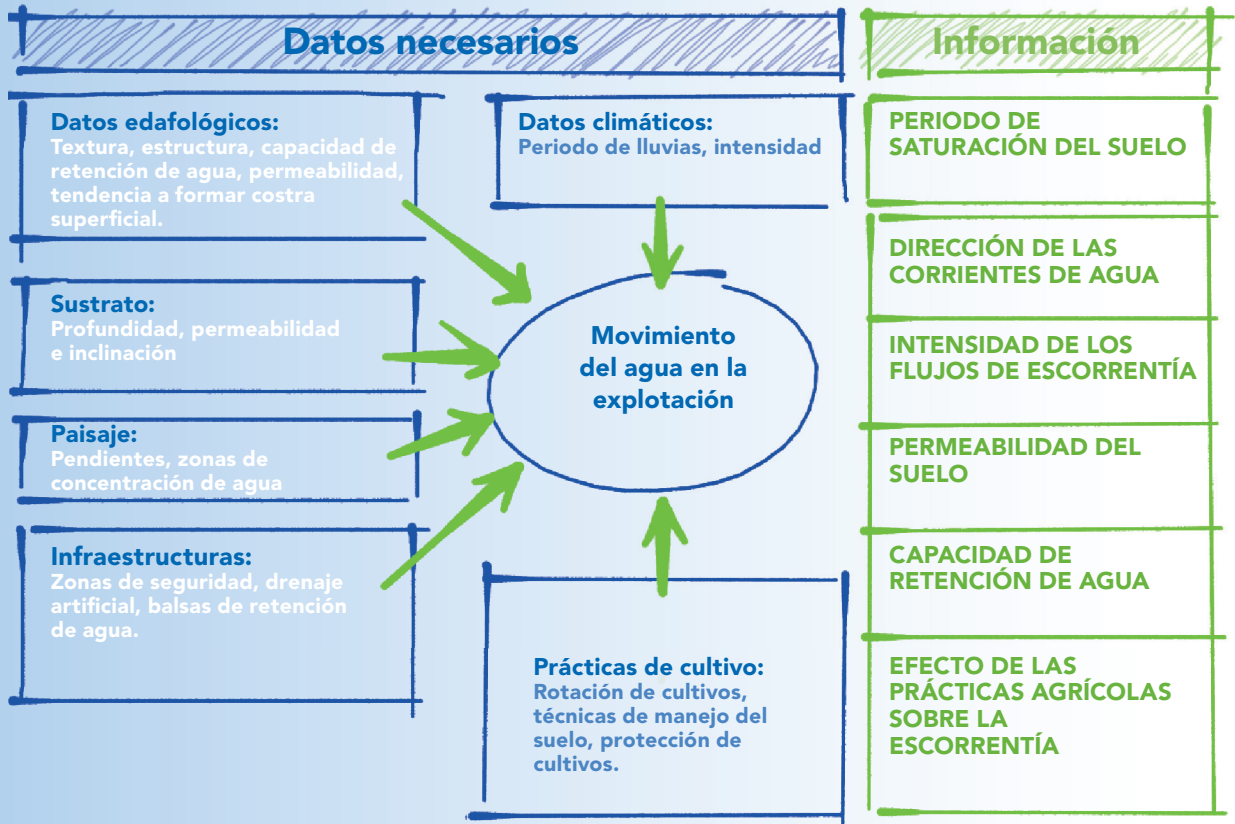 Datos necesarios
Información
Datos edafológicos:
Textura, estructura, capacidad de
retención de agua, permeabilidad,
tendencia a formar costra
superficial.
Datos climáticos:
Periodo de lluvias, intensidad
Sustrato:
Profundidad, permeabilidad
e inclinación
Paisaje:
Pendientes, zonas de
concentración de agua
Infraestructuras:
Zonas de seguridad, drenaje
artificial, balsas de retención
de agua.
Movimiento
del agua en la
explotación
Prácticas de cultivo:
Rotación de cultivos,
técnicas de manejo del
suelo, protección de
cultivos.
PERIODO DE
SATURACIÓN DEL SUELO
DIRECCIÓN DE LAS
CORRIENTES DE AGUA
INTENSIDAD DE LOS
FLUJOS DE ESCORRENTÍA
PERMEABILIDAD DEL
SUELO
CAPACIDAD DE
RETENCIÓN DE AGUA
EFECTO DE LAS
PRÁCTICAS AGRÍCOLAS
SOBRE LA
ESCORRENTÍA